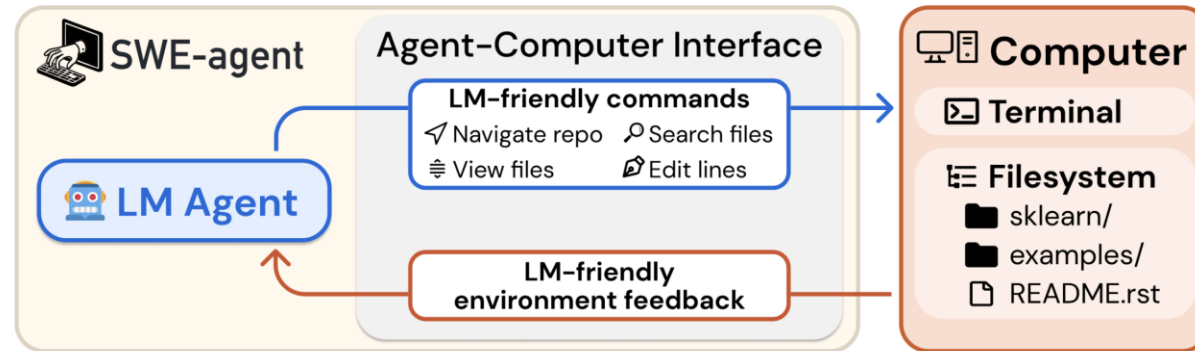 SWE-agent
Agent-Computer Interface
LM-friendly commands
Navigate repo
Search files
View files
Edit lines
LM Agent
LM-friendly
environment feedback
Computer
Terminal
Filesystem
sklearn/
examples/
README.rst